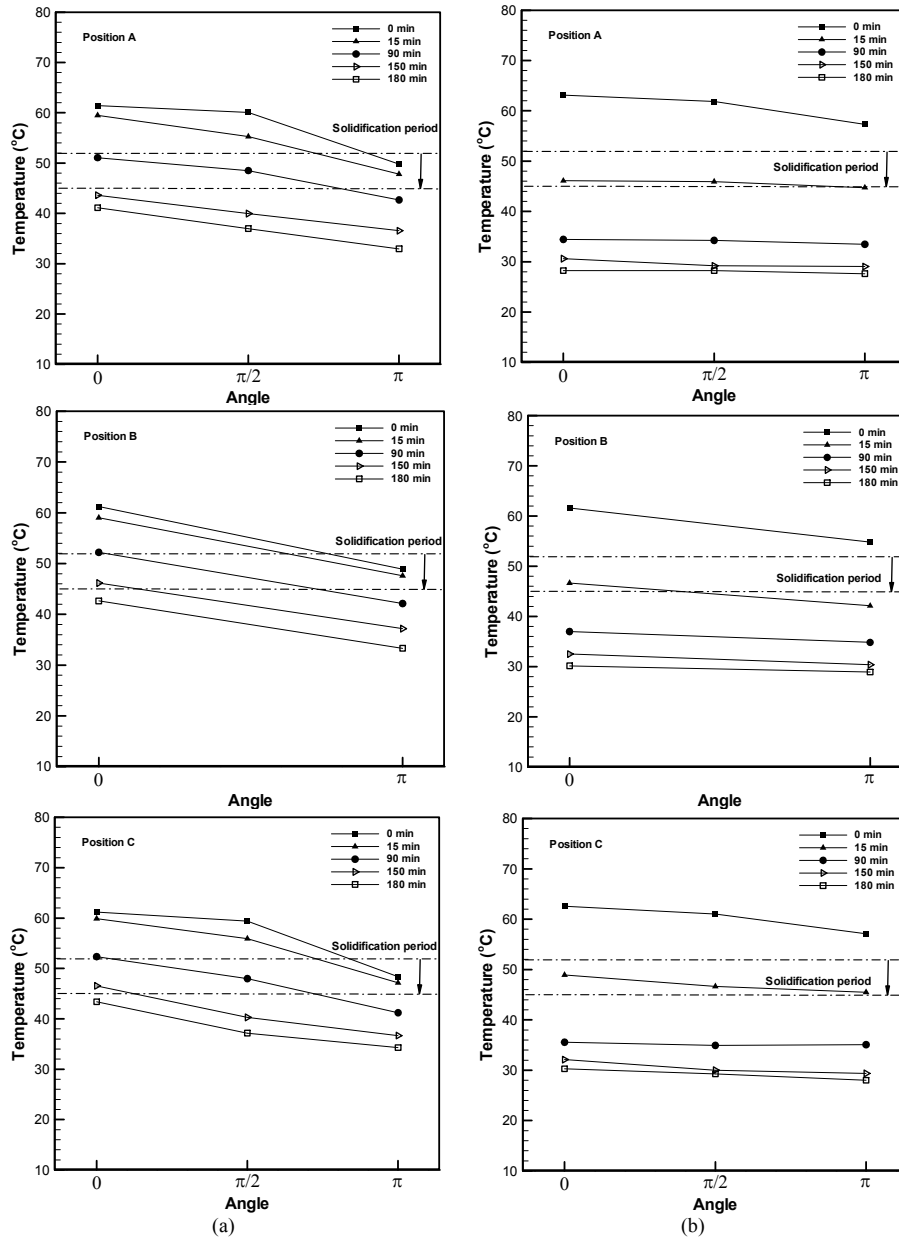 80
70
60
50
40
30
20
10
Temperature (°C)
Position A
0 min
15 min
90 min
150 min
180 min
Solidification period
0
π/2
π
Angle
80
70
60
50
40
30
20
10
Temperature (°C)
Position A
0 min
15 min
90 min
150 min
180 min
Solidification period
0
π/2
π
Angle
80
70
60
50
40
30
20
10
Temperature (°C)
Position B
0 min
15 min
90 min
150 min
180 min
Solidification period
0
π
Angle
80
70
60
50
40
30
20
10
Temperature (°C)
Position B
0 min
15 min
90 min
150 min
180 min
Solidification period
0
π
Angle
80
70
60
50
40
30
20
10
Temperature (°C)
Position C
0 min
15 min
90 min
150 min
180 min
Solidification period
0
π/2
π
Angle
(a)
80
70
60
50
40
30
20
10
Temperature (°C)
Position C
0 min
15 min
90 min
150 min
180 min
Solidification period
0
π/2
π
Angle
(b)